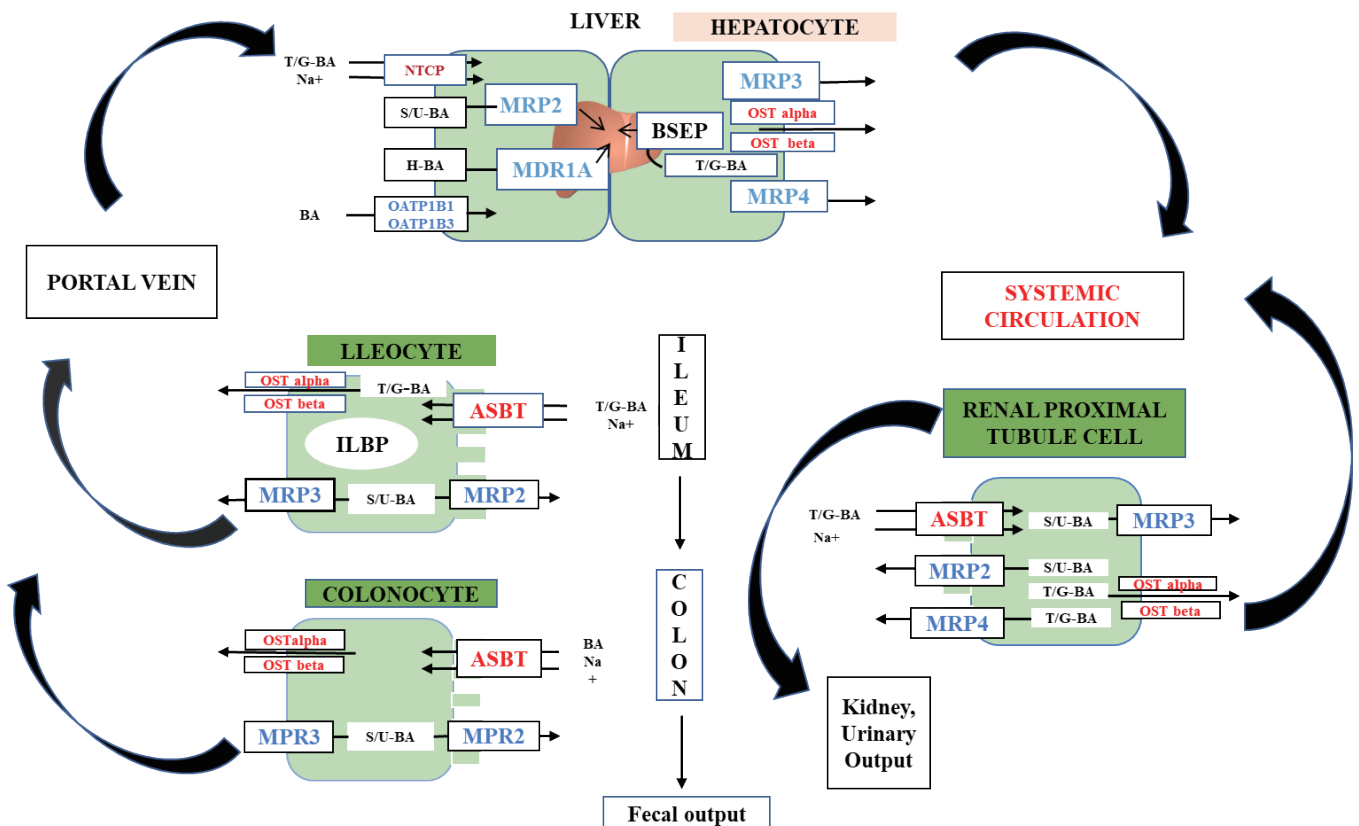 LIVER
HEPATOCYTE
T/G-BA
Na+
NTCP
S/U-BA
MRP2
H-BA
MDR1A
BA
OATP1B1
OATP1B3
BSEP
T/G-BA
MRP3
OST alpha
OST beta
MRP4
PORTAL VEIN
SYSTEMIC
CIRCULATION
LLEOCYTE
OST alpha
OST beta
T/G-BA
ASBT
T/G-BA
Na+
ILBP
MRP3
S/U-BA
MRP2
I
L
E
U
M
COLONOCYTE
OSTalpha
OST beta
ASBT
BA
Na
+
MPR3
S/U-BA
MPR2
C
O
L
O
N
Fecal output
RENAL PROXIMAL
TUBULE CELL
T/G-BA
Na+
ASBT
S/U-BA
MRP3
MRP2
S/U-BA
T/G-BA
OST alpha
OST beta
MRP4
T/G-BA
Kidney,
Urinary
Output